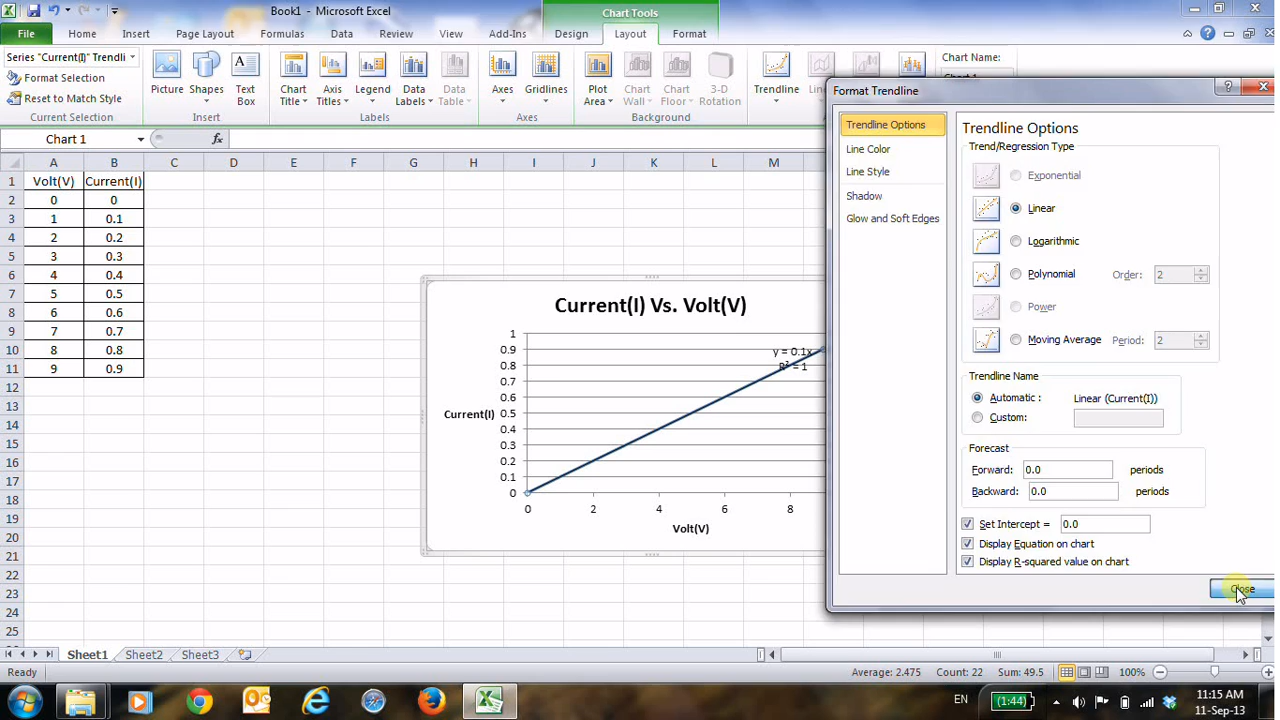 Book1 - Microsoft Excel
Chart Tools
File Home Insert Page Layout Formulas Data Review View Add-Ins Design Layout Format
Series "Current(I)" Trendli
Format Selection
Reset to Match Style
Current Selection
Picture Shapes Text Box
Insert
Chart Title Axis Titles Legend Data Labels Data Table
Labels
Axes Gridlines
Axes
Plot Area Chart Wall Chart Floor 3-D Rotation
Background
Trendline
Chart Name:
Chart 1
fx
A B C D E F G H I J K L M
1 Volt(V) Current(I)
2 0 0
3 1 0.1
4 2 0.2
5 3 0.3
6 4 0.4
7 5 0.5
8 6 0.6
9 7 0.7
10 8 0.8
11 9 0.9
12
13
14
15
16
17
18
19
20
21
22
23
24
25
Current(I) Vs. Volt(V)
1
0.9
0.8
0.7
0.6
0.5
0.4
0.3
0.2
0.1
0
Current(I)
y = 0.1x
R² = 1
0 2 4 6 8
Volt(V)
Format Trendline
Trendline Options
Line Color
Line Style
Shadow
Glow and Soft Edges
Trendline Options
Trend/Regression Type
Exponential
Linear
Logarithmic
Polynomial Order: 2
Power
Moving Average Period: 2
Trendline Name
Automatic : Linear (Current(I))
Custom:
Forecast
Forward: 0.0 periods
Backward: 0.0 periods
Set Intercept = 0.0
Display Equation on chart
Display R-squared value on chart
Close
Sheet1 Sheet2 Sheet3
Ready
Average: 2.475 Count: 22 Sum: 49.5 100%
EN
(1:44)
11:15 AM
11-Sep-13